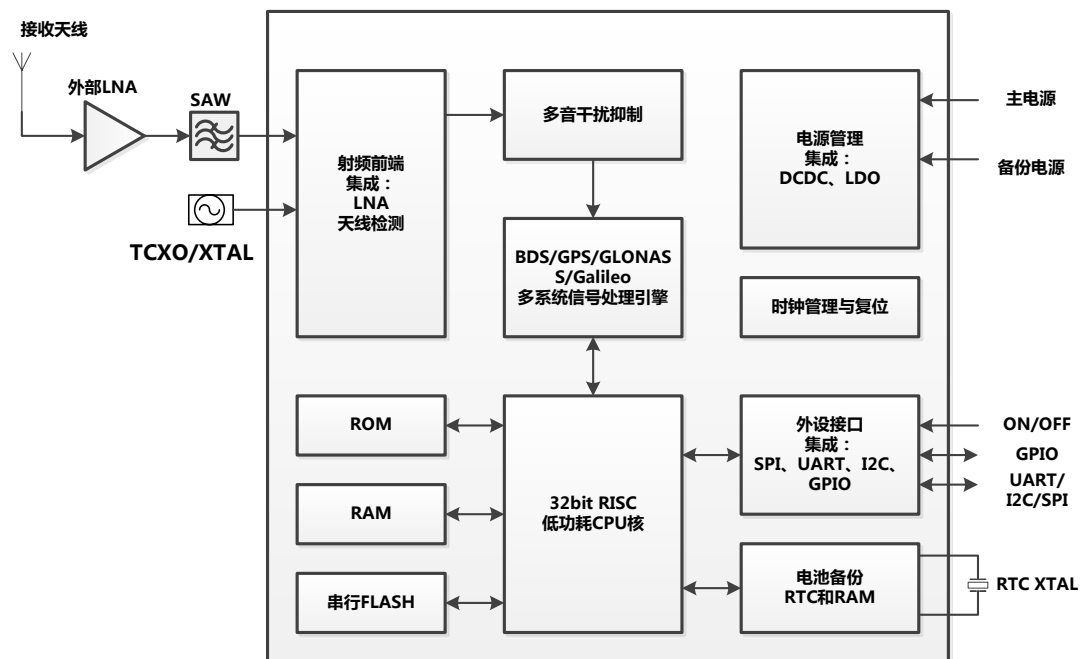 接收天线
外部LNA
SAW
TCXO/XTAL
射频前端
集成：
LNA
天线检测
多音干扰抑制
BDS/GPS/GLONAS
S/Galileo
多系统信号处理引擎
电源管理
集成：
DCDC、LDO
主电源
备份电源
时钟管理与复位
ROM
RAM
串行FLASH
32bit RISC
低功耗CPU核
外设接口
集成：
SPI、UART、I2C、
GPIO
ON/OFF
GPIO
UART/
I2C/SPI
电池备份
RTC和RAM
RTC XTAL